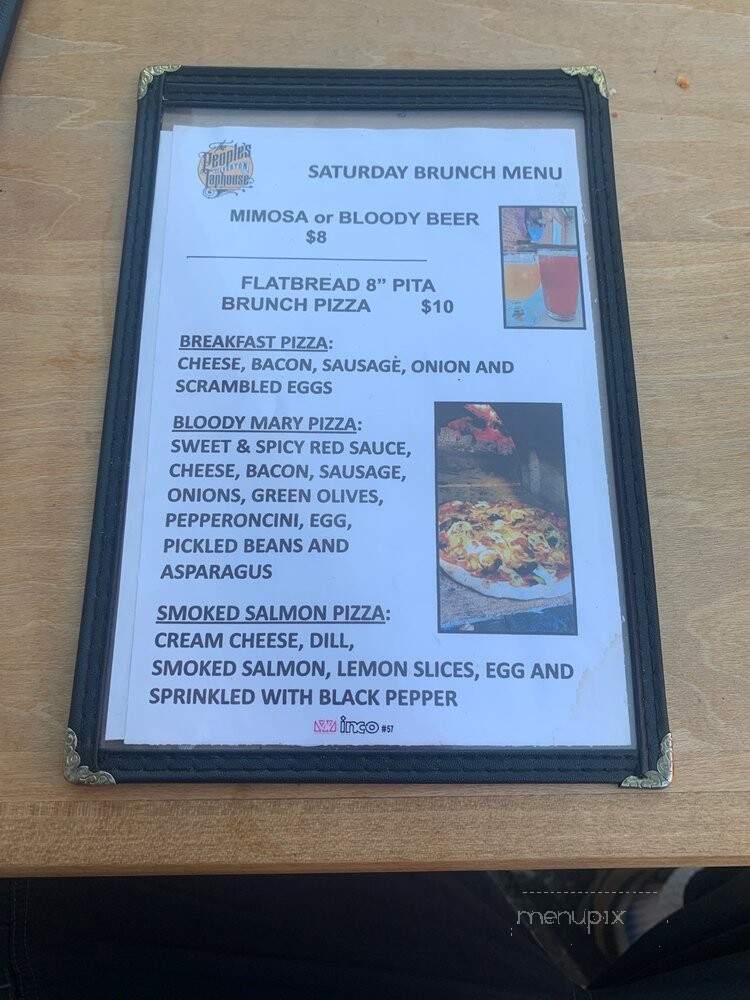 The
People's
Taphouse
SATURDAY BRUNCH MENU
MIMOSA or BLOODY BEER
$8
FLATBREAD 8" PITA
BRUNCH PIZZA $10
BREAKFAST PIZZA:
CHEESE, BACON, SAUSAGE, ONION AND
SCRAMBLED EGGS
BLOODY MARY PIZZA:
SWEET & SPICY RED SAUCE,
CHEESE, BACON, SAUSAGE,
ONIONS, GREEN OLIVES,
PEPPERONCINI, EGG,
PICKLED BEANS AND
ASPARAGUS
SMOKED SALMON PIZZA:
CREAM CHEESE, DILL,
SMOKED SALMON, LEMON SLICES, EGG AND
SPRINKLED WITH BLACK PEPPER
inco #57
menupix